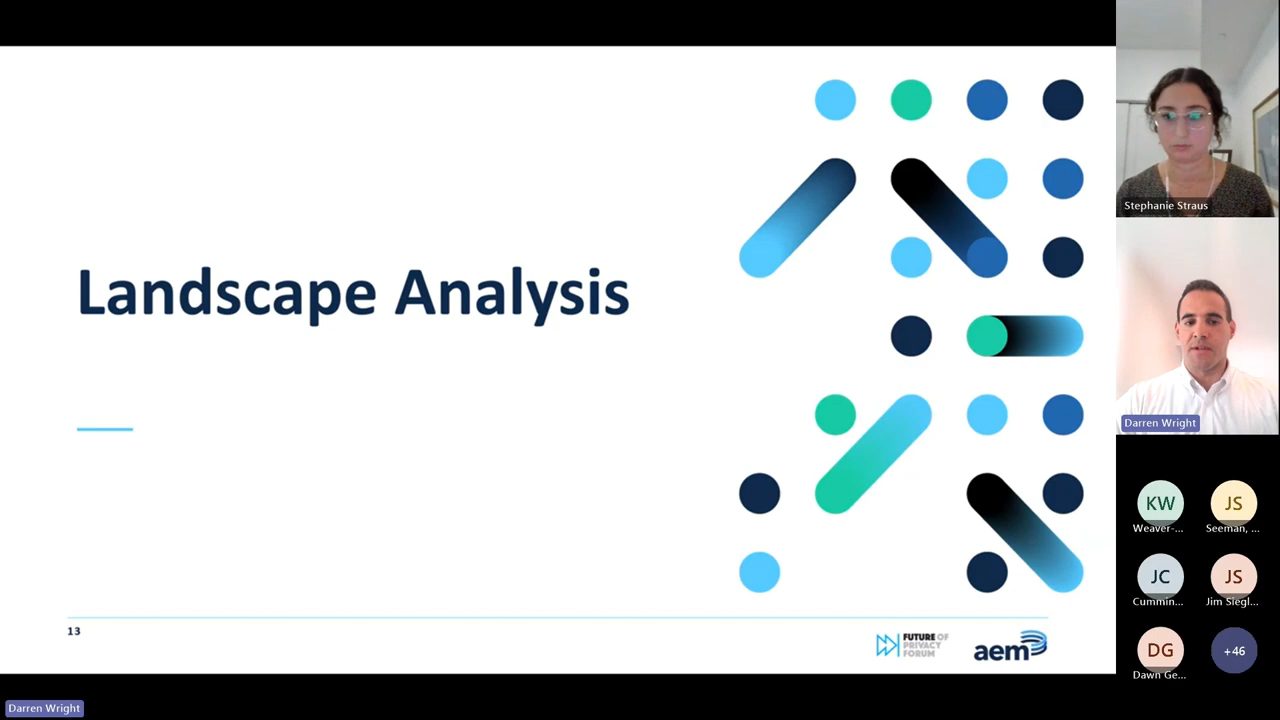 Landscape Analysis
13
FUTURE OF
PRIVACY
FORUM
aem
Stephanie Straus
Darren Wright
KW
Weaver-...
JS
Seeman, ...
JC
Cummin...
JS
Jim Siegl...
DG
Dawn Ge...
+46
Darren Wright